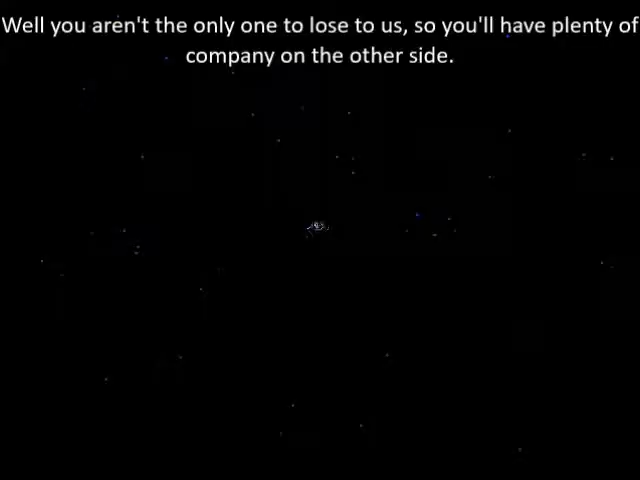 Well you aren't the only one to lose to us, so you'll have plenty of
company on the other side.